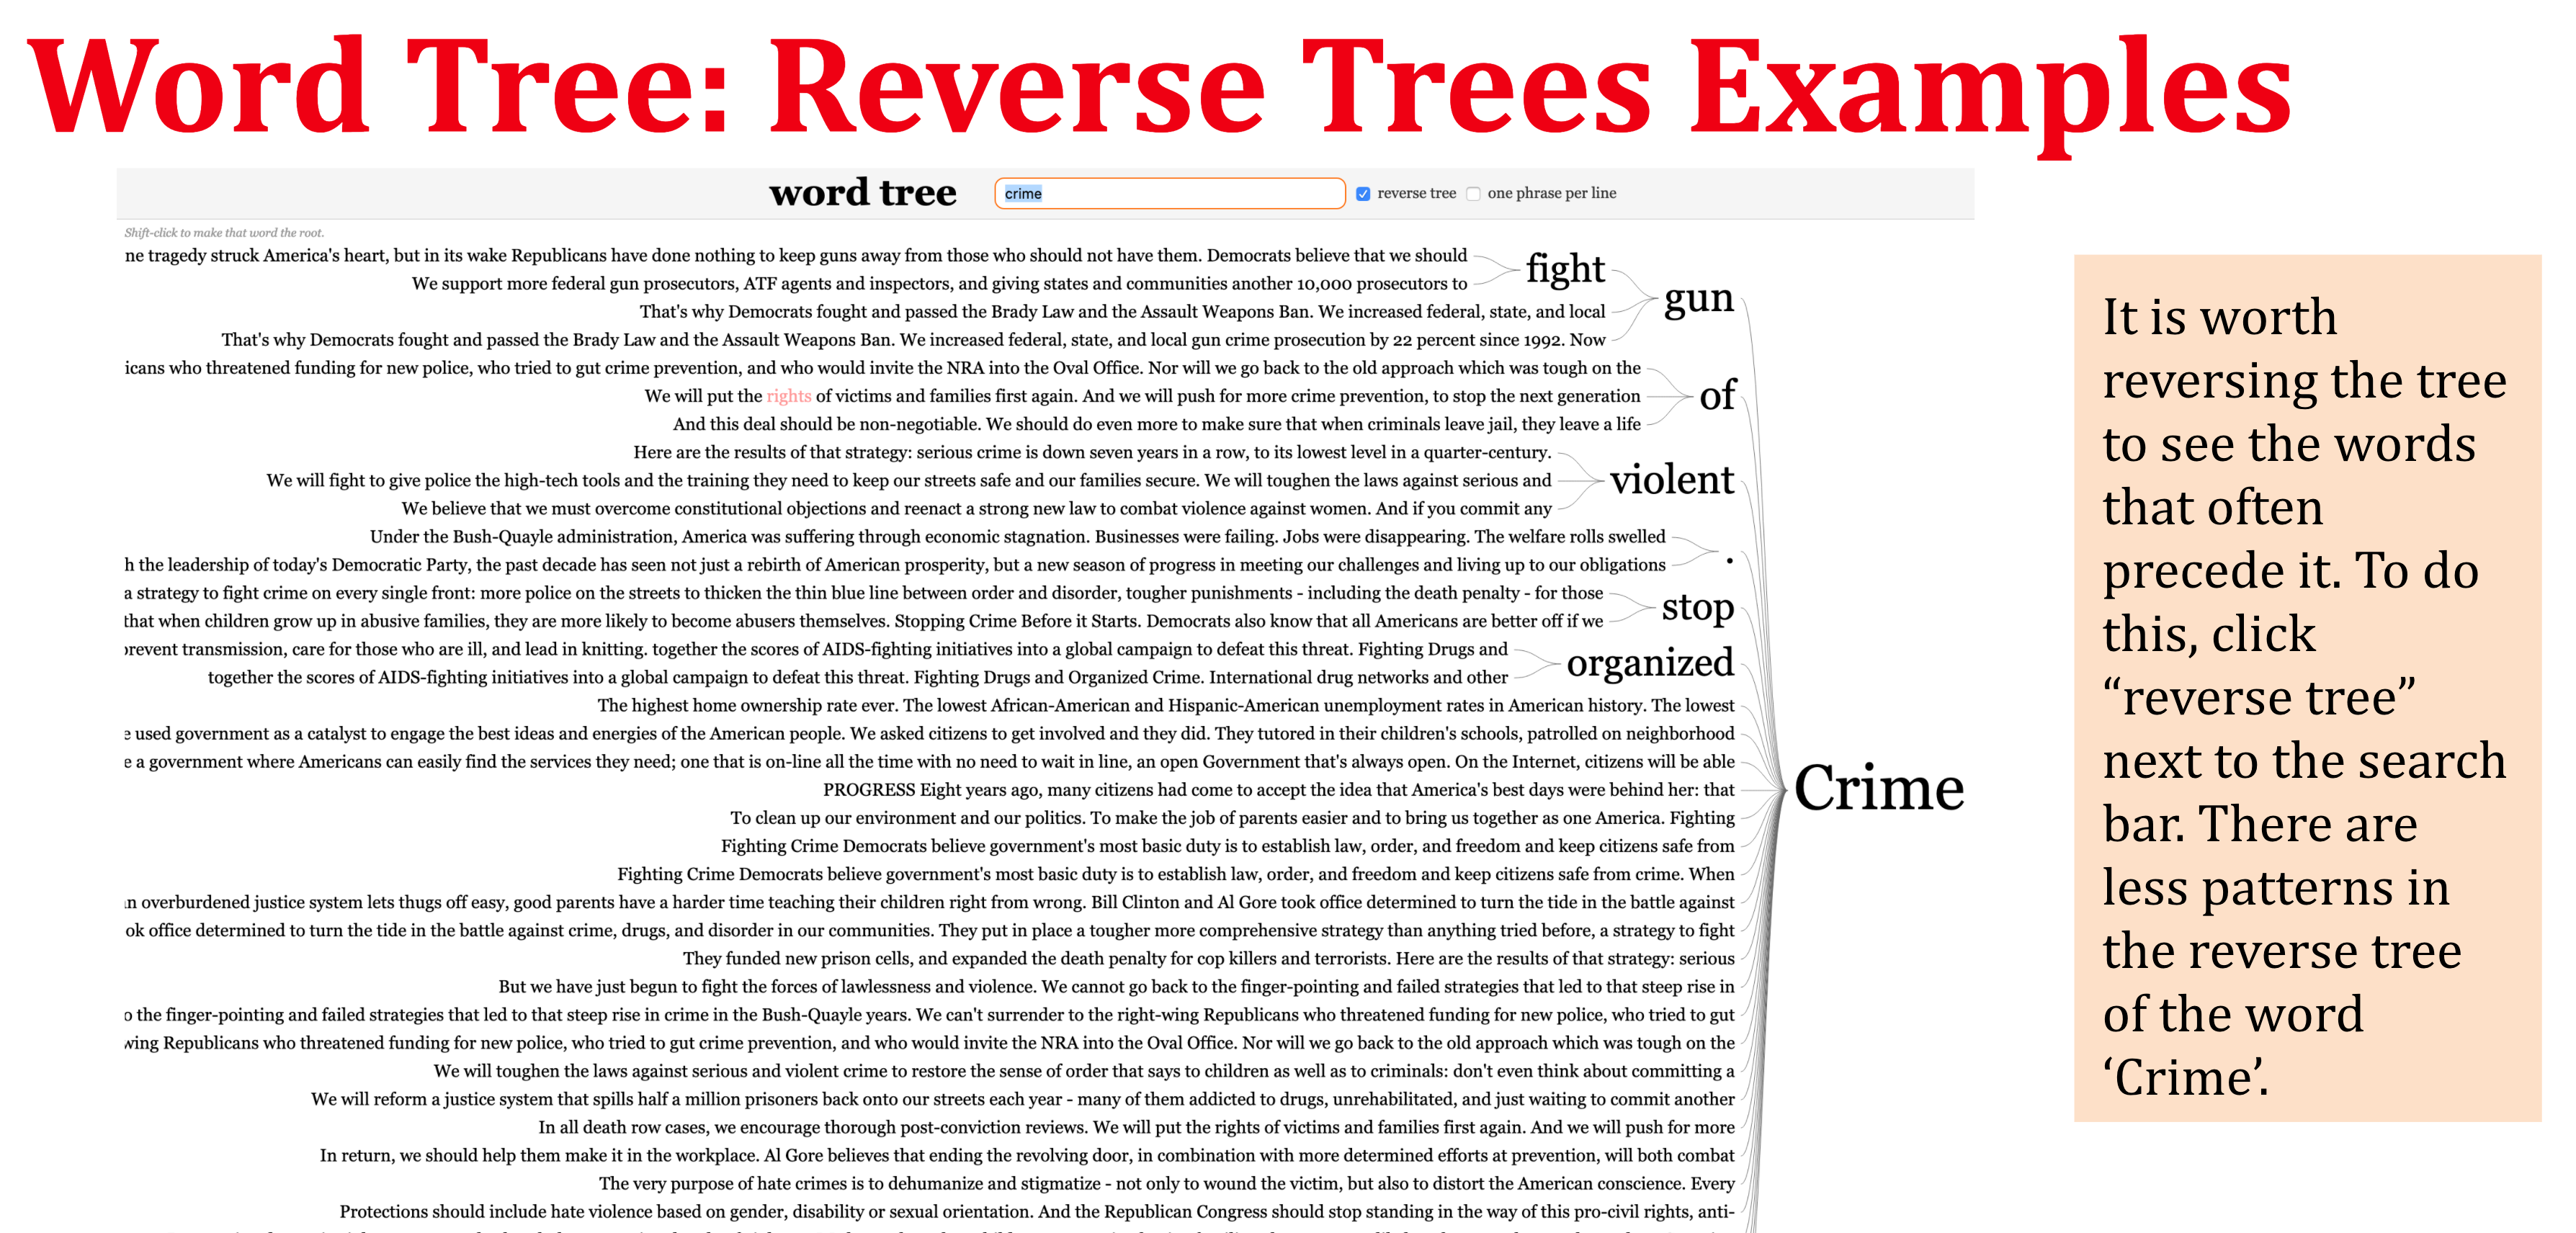 Word Tree: Reverse Trees Examples
word tree crime reverse tree one phrase per line
Shift-click to make that word the root.
ne tragedy struck America's heart, but in its wake Republicans have done nothing to keep guns away from those who should not have them. Democrats believe that we should
We support more federal gun prosecutors, ATF agents and inspectors, and giving states and communities another 10,000 prosecutors to
fight
That's why Democrats fought and passed the Brady Law and the Assault Weapons Ban. We increased federal, state, and local
That's why Democrats fought and passed the Brady Law and the Assault Weapons Ban. We increased federal, state, and local gun crime prosecution by 22 percent since 1992. Now
gun
icans who threatened funding for new police, who tried to gut crime prevention, and who would invite the NRA into the Oval Office. Nor will we go back to the old approach which was tough on the
We will put the rights of victims and families first again. And we will push for more crime prevention, to stop the next generation
And this deal should be non-negotiable. We should do even more to make sure that when criminals leave jail, they leave a life
of
Here are the results of that strategy: serious crime is down seven years in a row, to its lowest level in a quarter-century.
We will fight to give police the high-tech tools and the training they need to keep our streets safe and our families secure. We will toughen the laws against serious and
We believe that we must overcome constitutional objections and reenact a strong new law to combat violence against women. And if you commit any
violent
Under the Bush-Quayle administration, America was suffering through economic stagnation. Businesses were failing. Jobs were disappearing. The welfare rolls swelled
h the leadership of today's Democratic Party, the past decade has seen not just a rebirth of American prosperity, but a new season of progress in meeting our challenges and living up to our obligations
.
a strategy to fight crime on every single front: more police on the streets to thicken the thin blue line between order and disorder, tougher punishments - including the death penalty - for those
that when children grow up in abusive families, they are more likely to become abusers themselves. Stopping Crime Before it Starts. Democrats also know that all Americans are better off if we
stop
prevent transmission, care for those who are ill, and lead in knitting. together the scores of AIDS-fighting initiatives into a global campaign to defeat this threat. Fighting Drugs and
together the scores of AIDS-fighting initiatives into a global campaign to defeat this threat. Fighting Drugs and Organized Crime. International drug networks and other
organized
The highest home ownership rate ever. The lowest African-American and Hispanic-American unemployment rates in American history. The lowest
e used government as a catalyst to engage the best ideas and energies of the American people. We asked citizens to get involved and they did. They tutored in their children's schools, patrolled on neighborhood
e a government where Americans can easily find the services they need; one that is on-line all the time with no need to wait in line, an open Government that's always open. On the Internet, citizens will be able
PROGRESS Eight years ago, many citizens had come to accept the idea that America's best days were behind her: that
To clean up our environment and our politics. To make the job of parents easier and to bring us together as one America. Fighting
Fighting Crime Democrats believe government's most basic duty is to establish law, order, and freedom and keep citizens safe from
Fighting Crime Democrats believe government's most basic duty is to establish law, order, and freedom and keep citizens safe from crime. When
n overburdened justice system lets thugs off easy, good parents have a harder time teaching their children right from wrong. Bill Clinton and Al Gore took office determined to turn the tide in the battle against
ok office determined to turn the tide in the battle against crime, drugs, and disorder in our communities. They put in place a tougher more comprehensive strategy than anything tried before, a strategy to fight
They funded new prison cells, and expanded the death penalty for cop killers and terrorists. Here are the results of that strategy: serious
But we have just begun to fight the forces of lawlessness and violence. We cannot go back to the finger-pointing and failed strategies that led to that steep rise in
o the finger-pointing and failed strategies that led to that steep rise in crime in the Bush-Quayle years. We can't surrender to the right-wing Republicans who threatened funding for new police, who tried to gut
wing Republicans who threatened funding for new police, who tried to gut crime prevention, and who would invite the NRA into the Oval Office. Nor will we go back to the old approach which was tough on the
We will toughen the laws against serious and violent crime to restore the sense of order that says to children as well as to criminals: don't even think about committing a
We will reform a justice system that spills half a million prisoners back onto our streets each year - many of them addicted to drugs, unrehabilitated, and just waiting to commit another
In all death row cases, we encourage thorough post-conviction reviews. We will put the rights of victims and families first again. And we will push for more
In return, we should help them make it in the workplace. Al Gore believes that ending the revolving door, in combination with more determined efforts at prevention, will both combat
The very purpose of hate crimes is to dehumanize and stigmatize - not only to wound the victim, but also to distort the American conscience. Every
Protections should include hate violence based on gender, disability or sexual orientation. And the Republican Congress should stop standing in the way of this pro-civil rights, anti-
Crime
It is worth
reversing the tree
to see the words
that often
precede it. To do
this, click
“reverse tree”
next to the search
bar. There are
less patterns in
the reverse tree
of the word
‘Crime’.